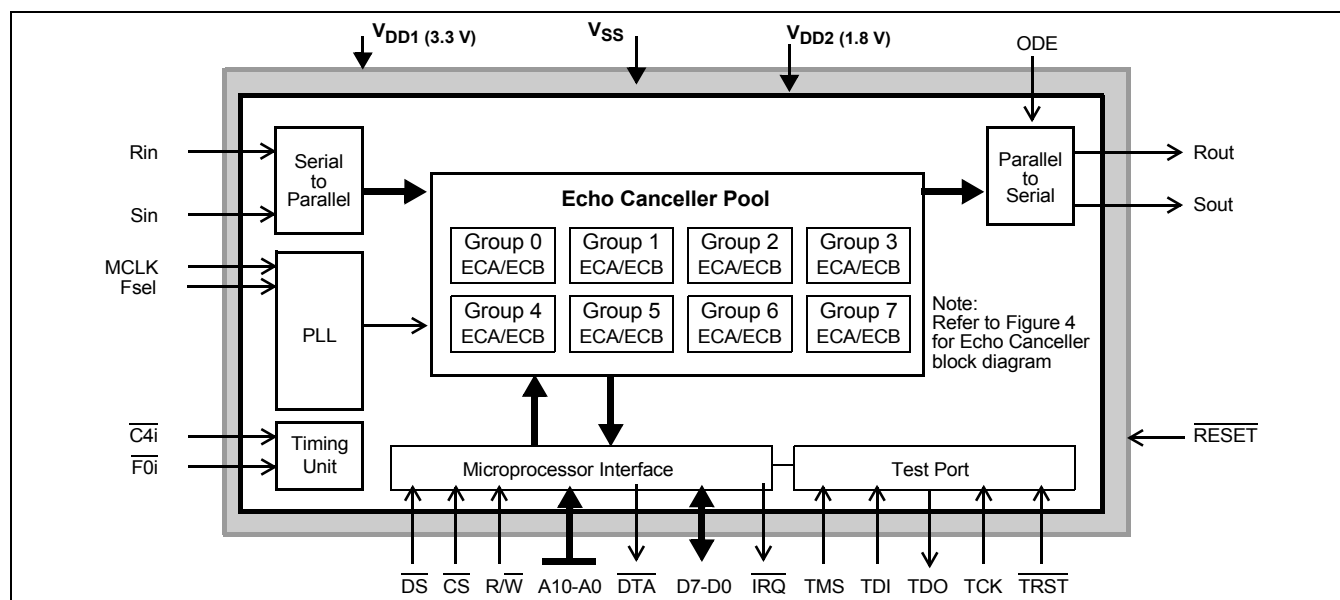 VDD1 (3.3 V)
VSS
VDD2 (1.8 V)
ODE
Rin
Sin
MCLK
Fsel
C4i
F0i
Serial
to
Parallel
PLL
Timing
Unit
Echo Canceller Pool
Group 0
ECA/ECB
Group 1
ECA/ECB
Group 2
ECA/ECB
Group 3
ECA/ECB
Group 4
ECA/ECB
Group 5
ECA/ECB
Group 6
ECA/ECB
Group 7
ECA/ECB
Note:
Refer to Figure 4
for Echo Canceller
block diagram
Parallel
to
Serial
Rout
Sout
RESET
Microprocessor Interface
Test Port
DS
CS
R/W
A10-A0
DTA
D7-D0
IRQ
TMS
TDI
TDO
TCK
TRST